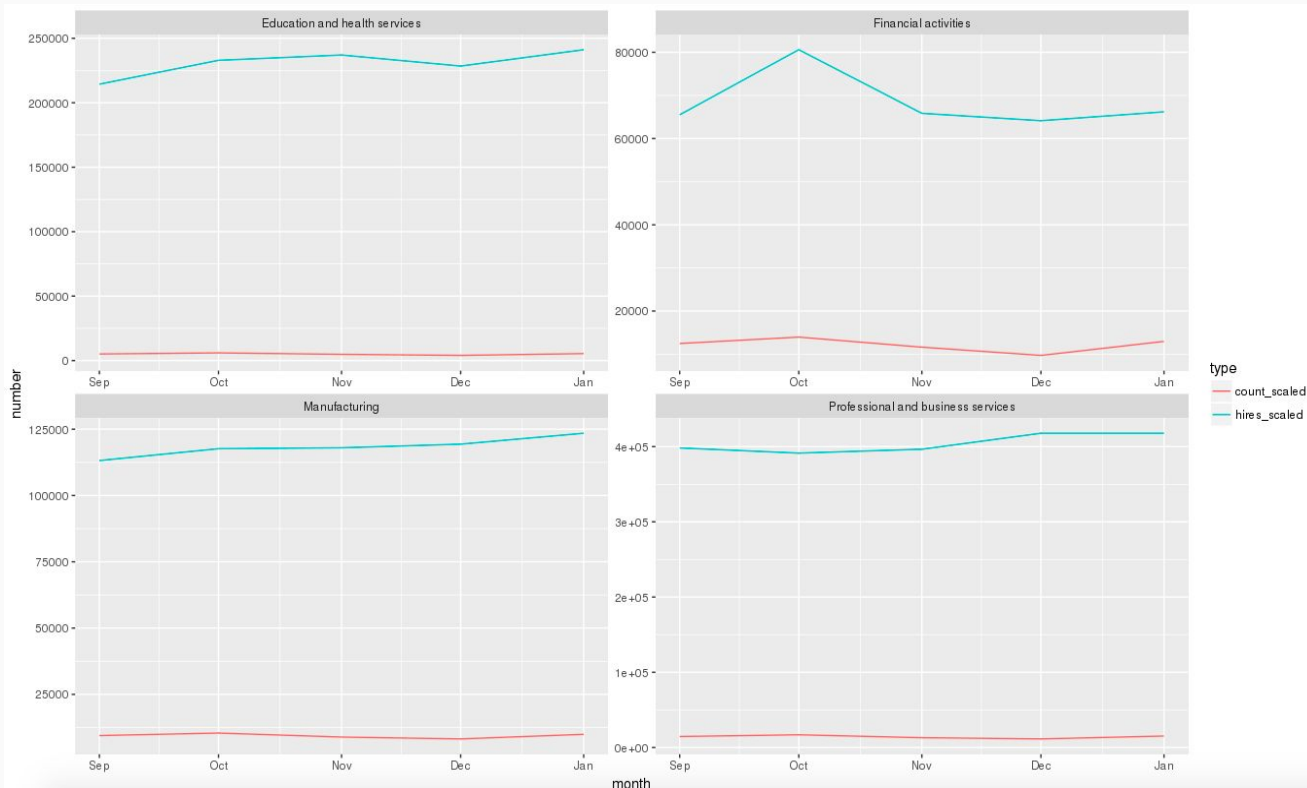 Education and health services
Financial activities
250000
200000
150000
100000
50000
0
80000
60000
40000
20000
Sep Oct Nov Dec Jan
Sep Oct Nov Dec Jan
number
Manufacturing
Professional and business services
125000
100000
75000
50000
25000
4e+05
3e+05
2e+05
1e+05
0e+00
Sep Oct Nov Dec Jan
Sep Oct Nov Dec Jan
month
type
count_scaled
hires_scaled